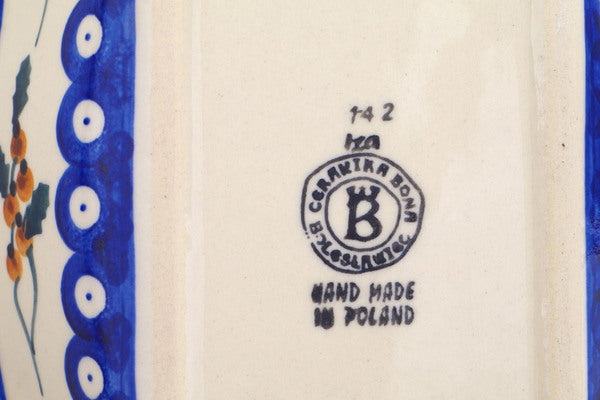 142
iza
CERAMIKA BONA
BOLESŁAWIEC
B
HAND MADE
IN POLAND